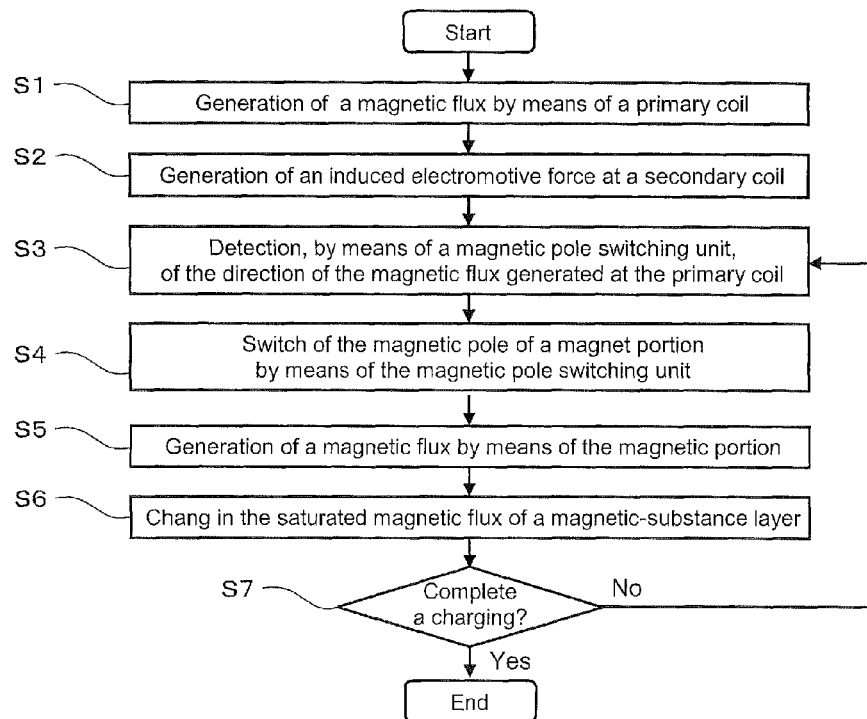 Start
S1
Generation of a magnetic flux by means of a primary coil
S2
Generation of an induced electromotive force at a secondary coil
S3
Detection, by means of a magnetic pole switching unit,
of the direction of the magnetic flux generated at the primary coil
S4
Switch of the magnetic pole of a magnet portion
by means of the magnetic pole switching unit
S5
Generation of a magnetic flux by means of the magnetic portion
S6
Chang in the saturated magnetic flux of a magnetic-substance layer
S7
Complete
a charging?
No
Yes
End